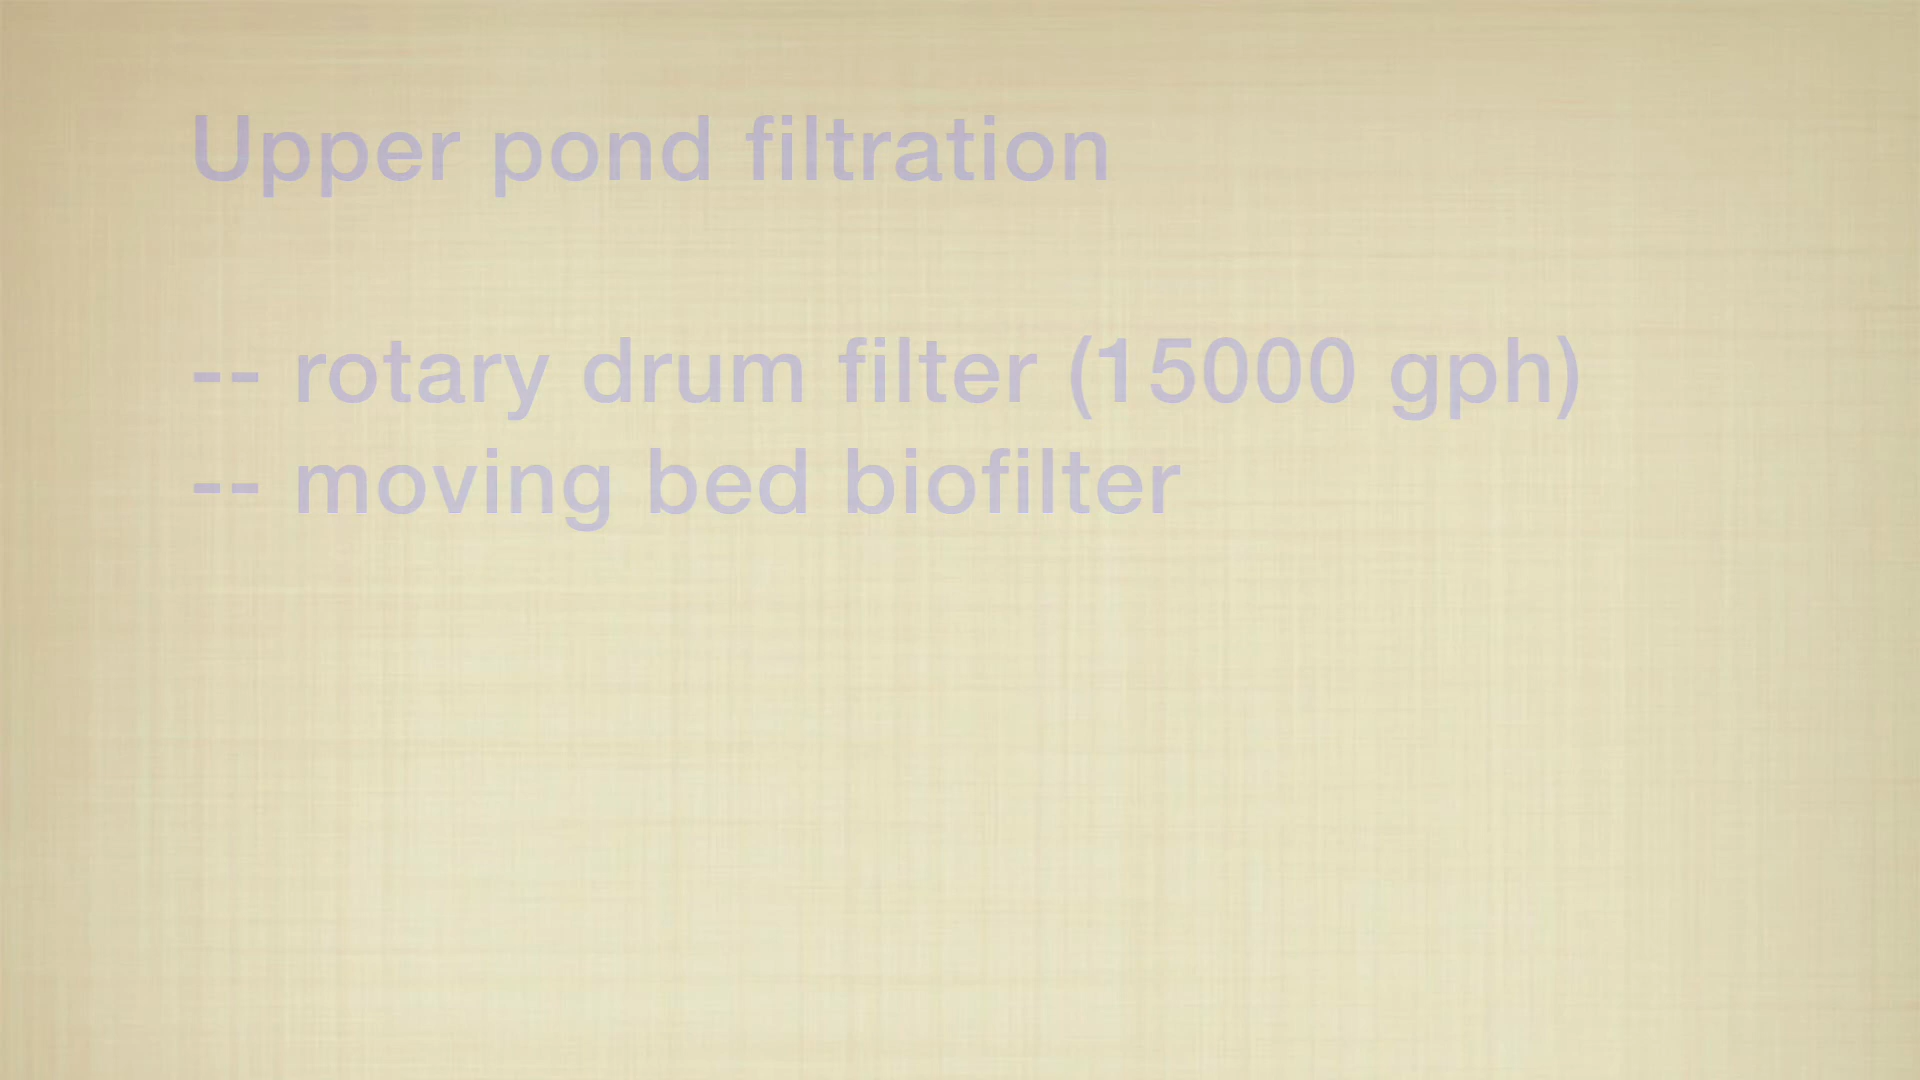 Upper pond filtration
-- rotary drum filter (15000 gph)
-- moving bed biofilter